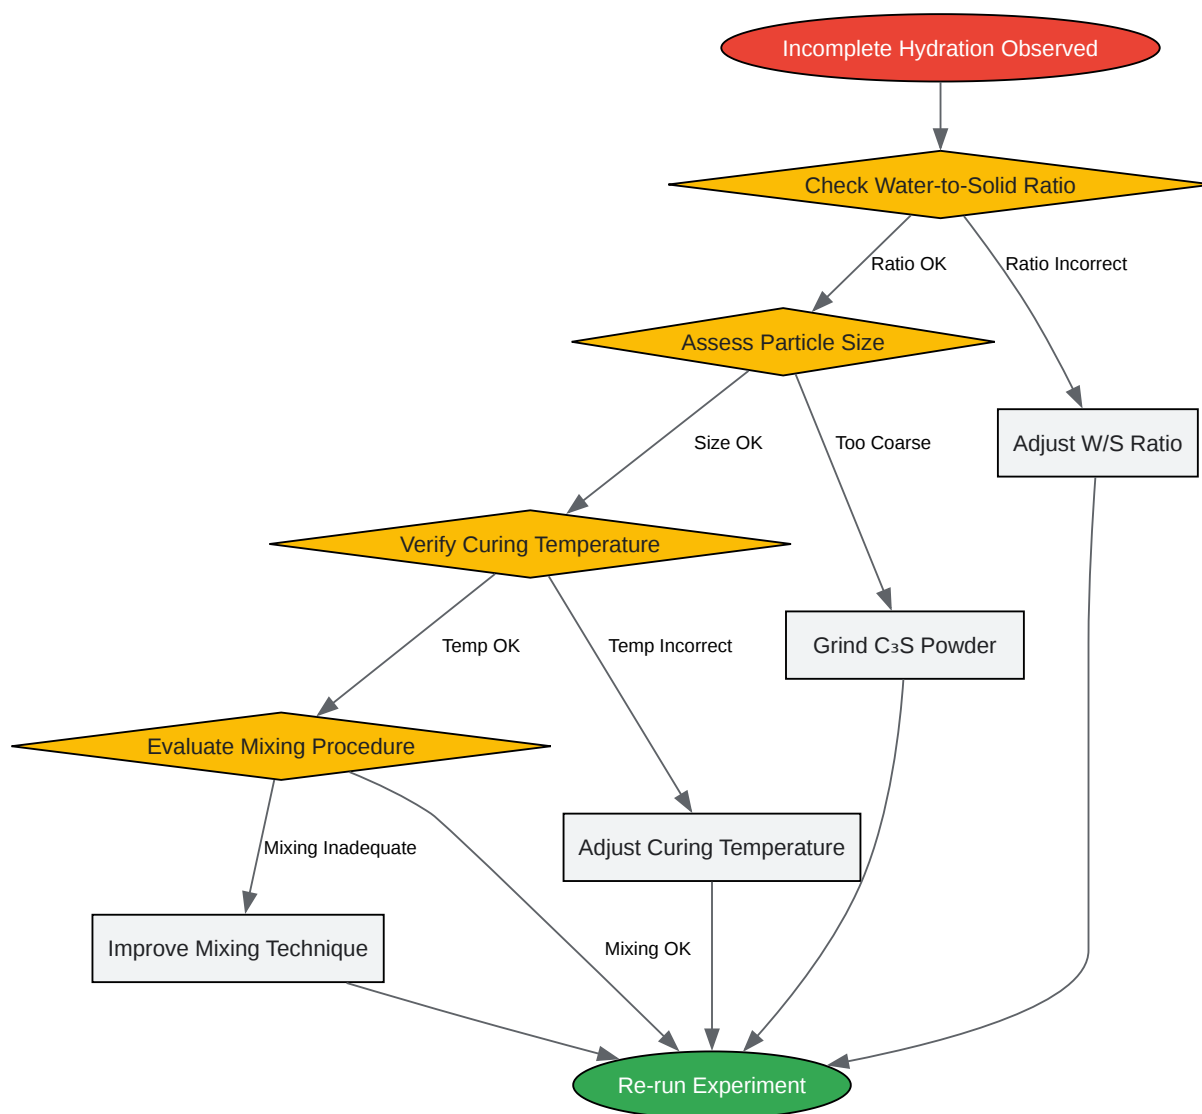 Incomplete Hydration Observed
Check Water-to-Solid Ratio
Ratio OK
Ratio Incorrect
Assess Particle Size
Adjust W/S Ratio
Size OK
Too Coarse
Verify Curing Temperature
Grind C₃S Powder
Temp OK
Temp Incorrect
Evaluate Mixing Procedure
Mixing Inadequate
Adjust Curing Temperature
Improve Mixing Technique
Mixing OK
Re-run Experiment